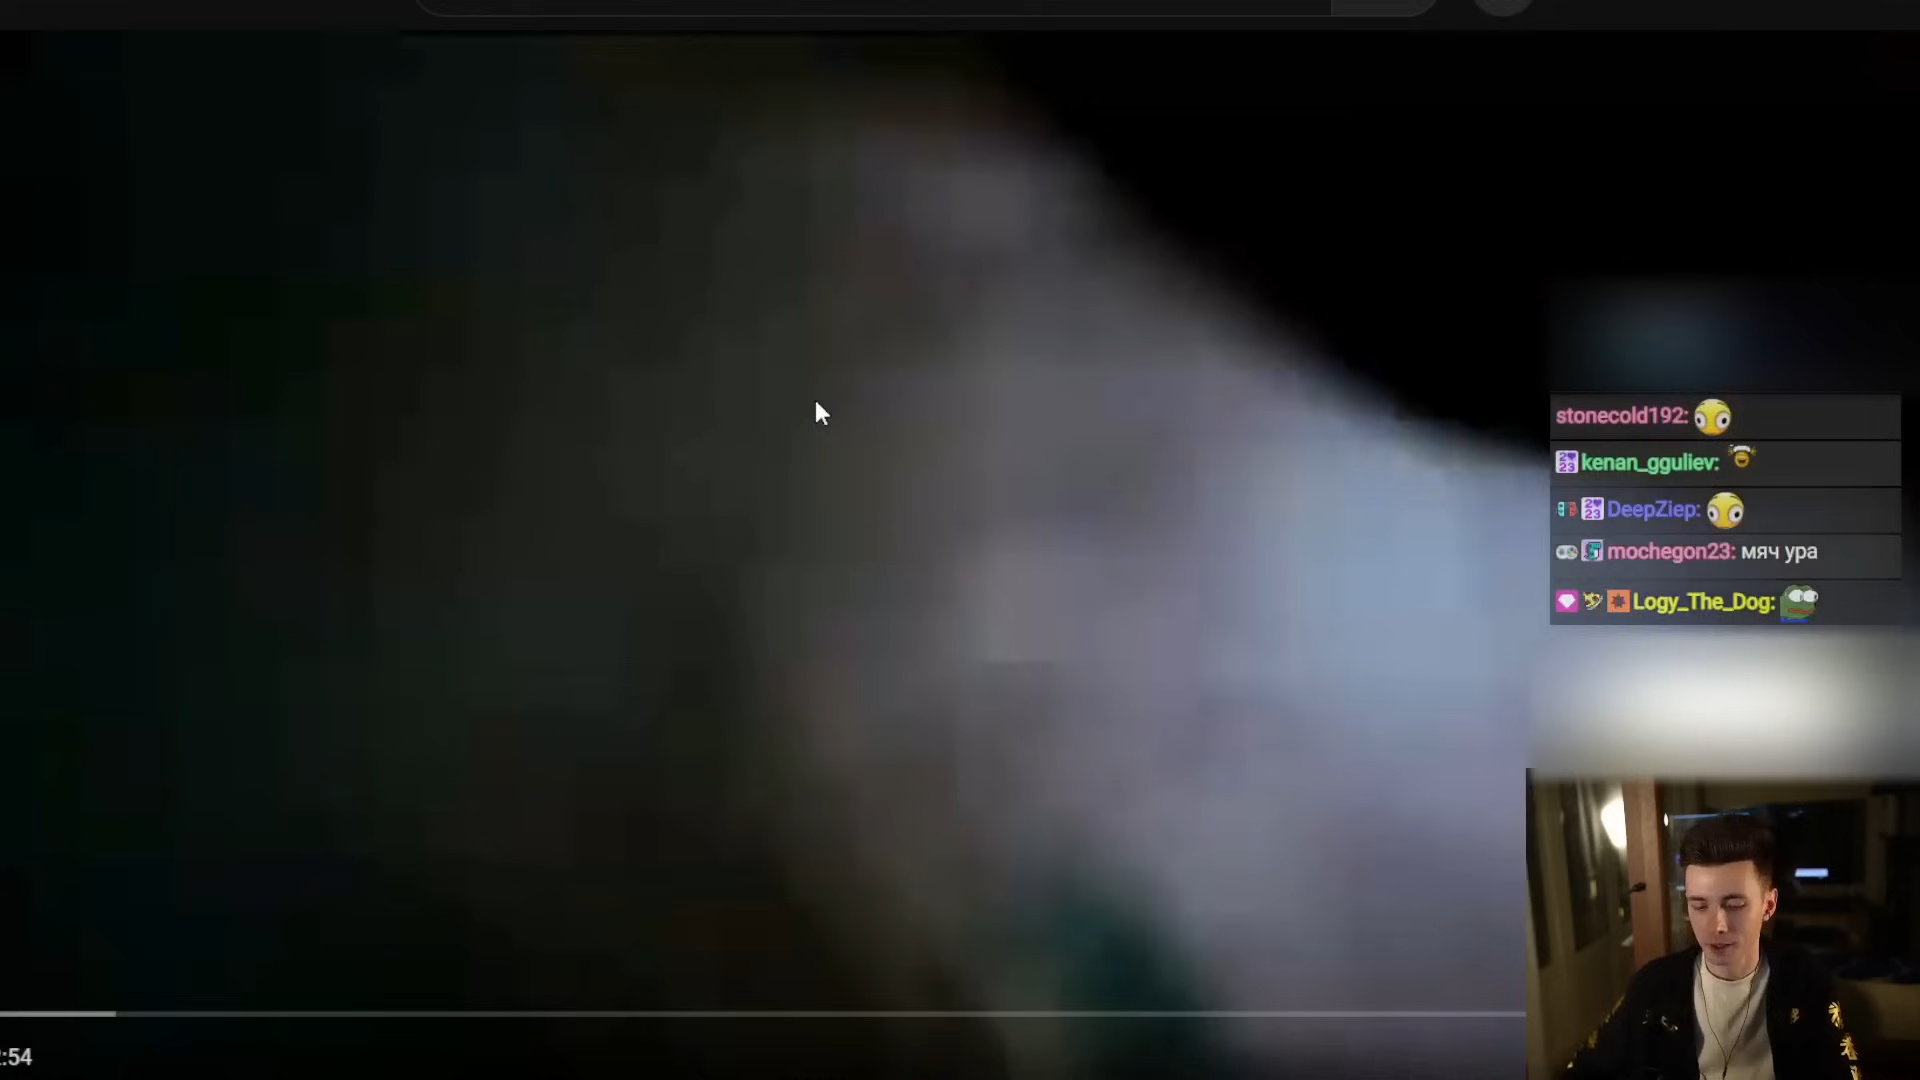 stonecold192:
kenan_gguliev:
DeepZiep:
mochegon23: мяч ура
Logy_The_Dog:
:54